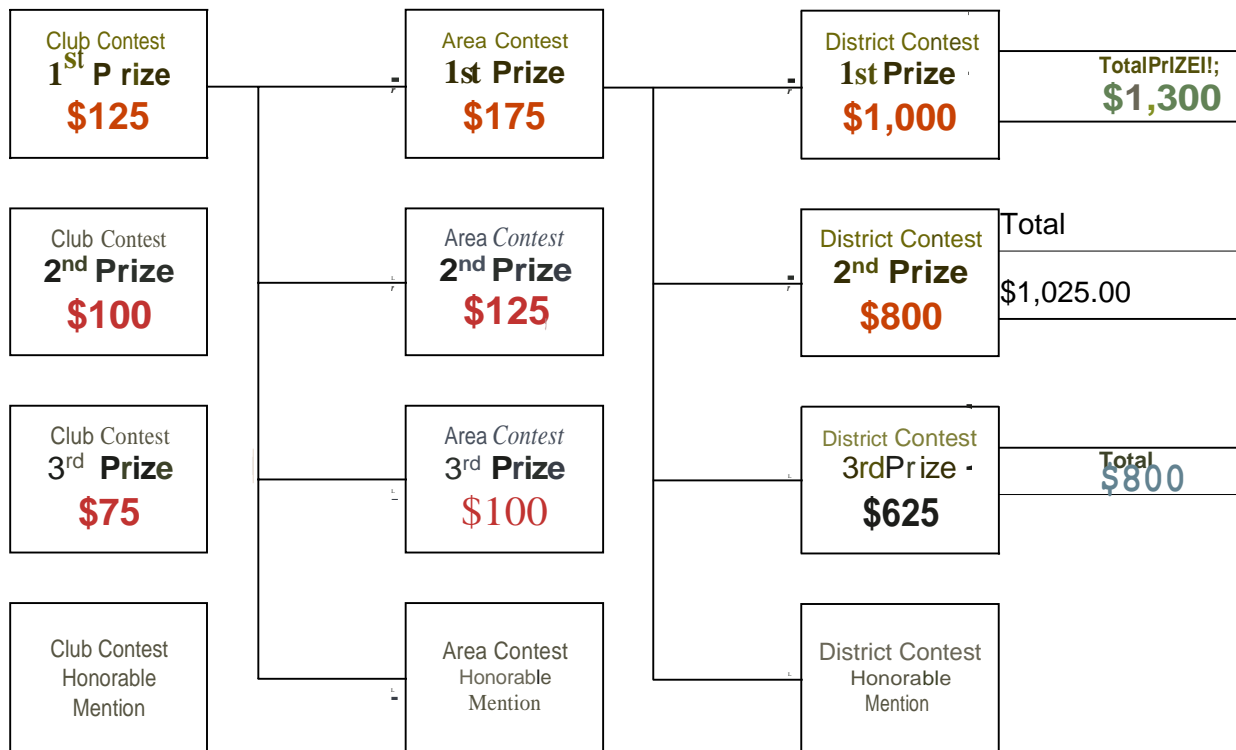 Club Contest
1st P rize
$125
Area Contest
1st Prize
$175
District Contest
1st Prize
$1,000
TotalPrIZEI!;
$1,300
Club Contest
2nd Prize
$100
Area Contest
2nd Prize
$125
District Contest
2nd Prize
$800
Total
$1,025.00
Club Contest
3rd Prize
$75
Area Contest
3rd Prize
$100
District Contest
3rdPrize
$625
Total
$800
Club Contest
Honorable
Mention
Area Contest
Honorable
Mention
District Contest
Honorable
Mention